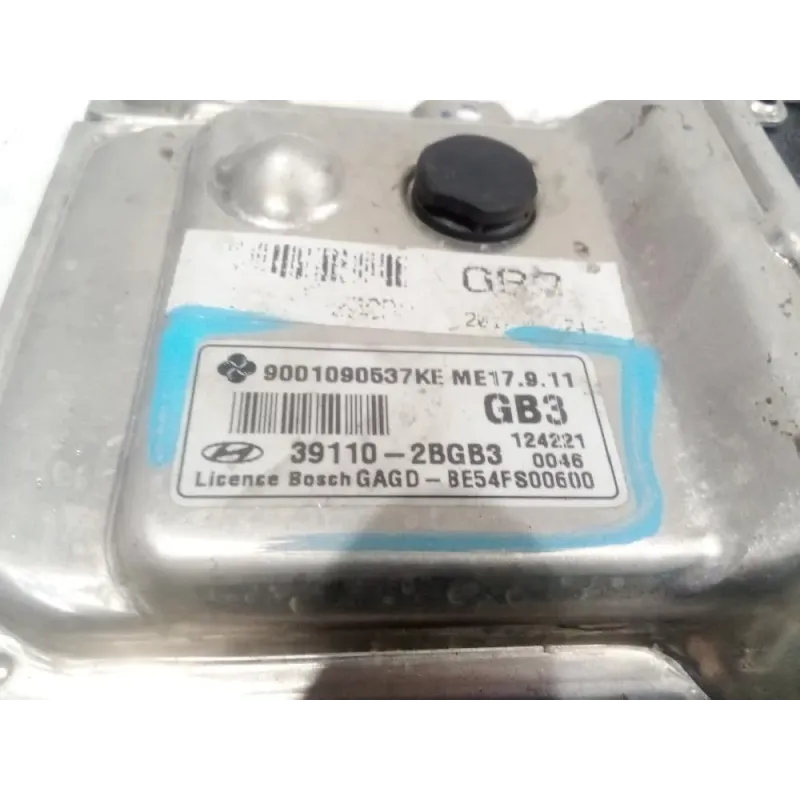 GB3
9001090537KE ME17.9.11
GB3
124221
39110-2BGB3 0046
Licence Bosch GAGD-BE54FS00600